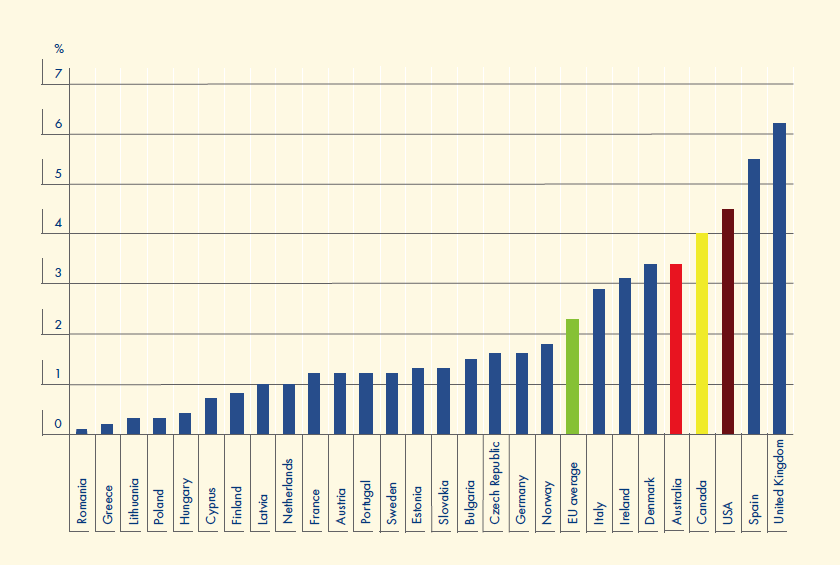 %
7
6
5
4
3
2
1
0
Romania
Greece
Lithuania
Poland
Hungary
Cyprus
Finland
Latvia
Netherlands
France
Austria
Portugal
Sweden
Estonia
Slovakia
Bulgaria
Czech Republic
Germany
Norway
EU average
Italy
Ireland
Denmark
Australia
Canada
USA
Spain
United Kingdom